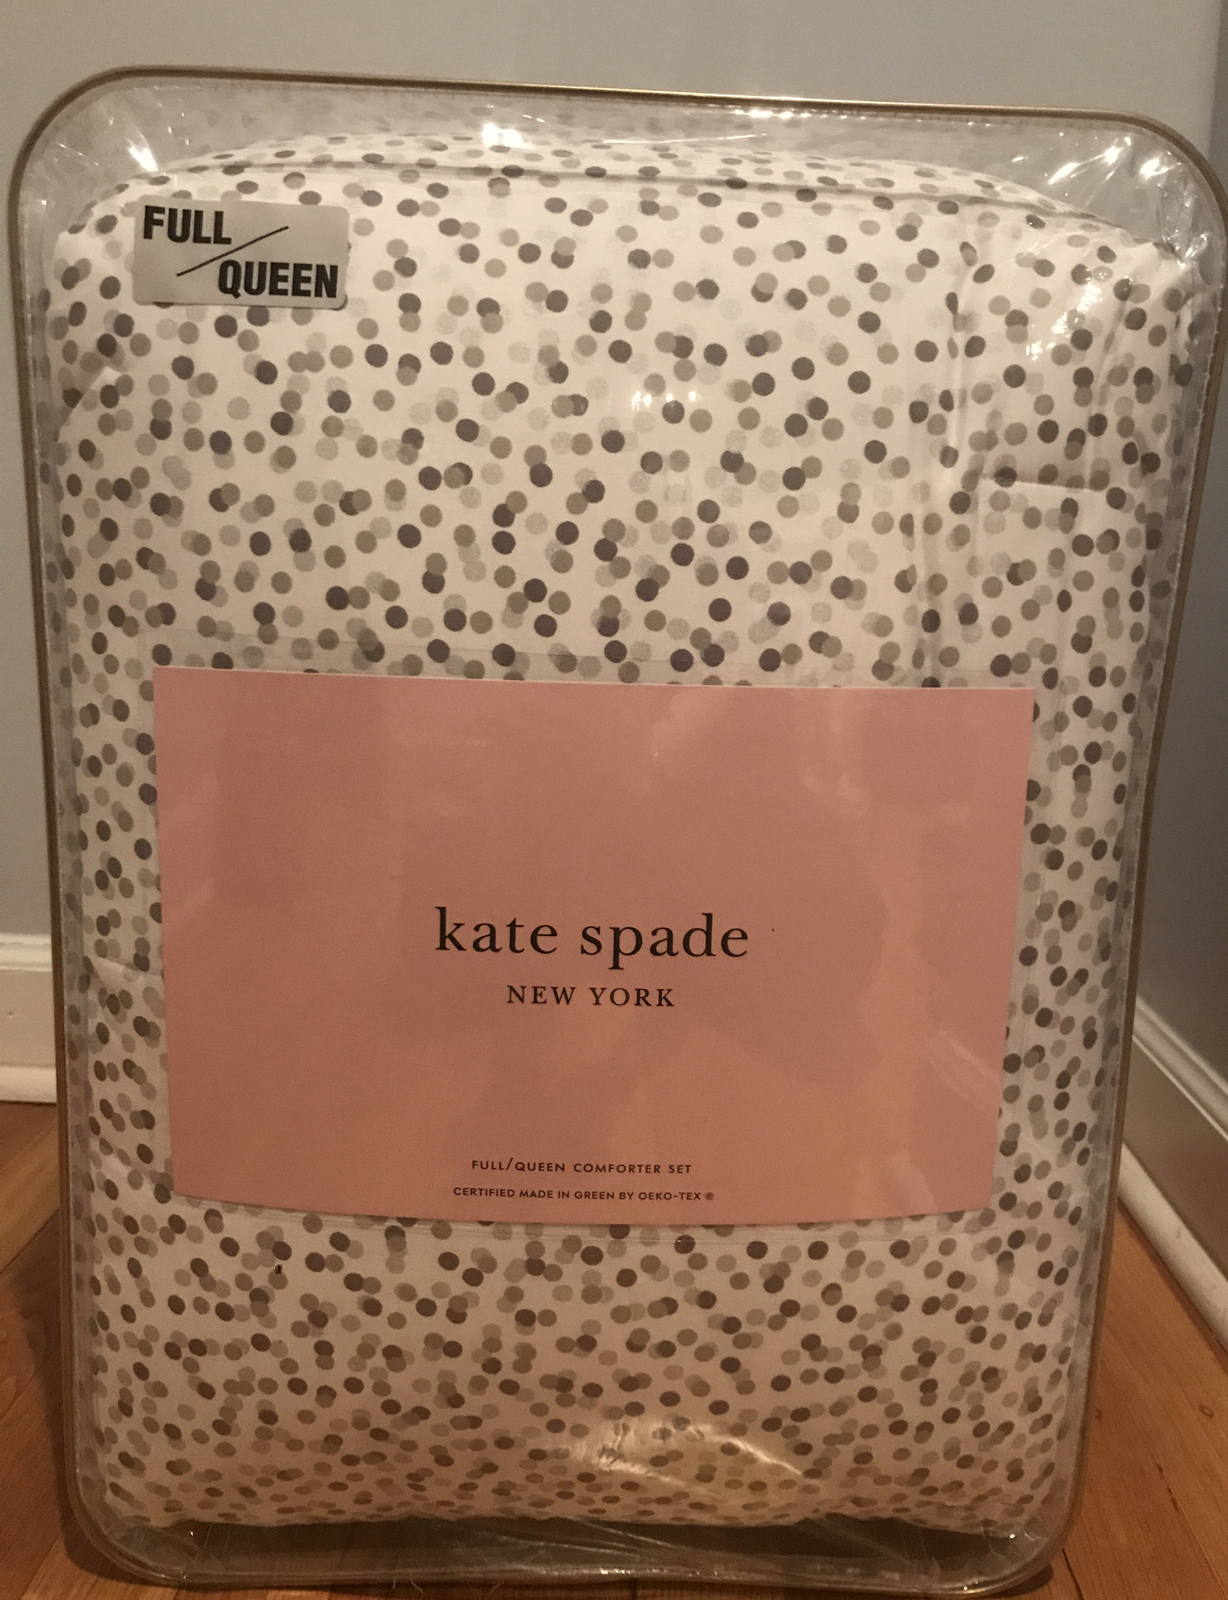 FULL
QUEEN
kate spade
NEW YORK
FULL/QUEEN COMFORTER SET
CERTIFIED MADE IN GREEN BY OEKO-TEX ®